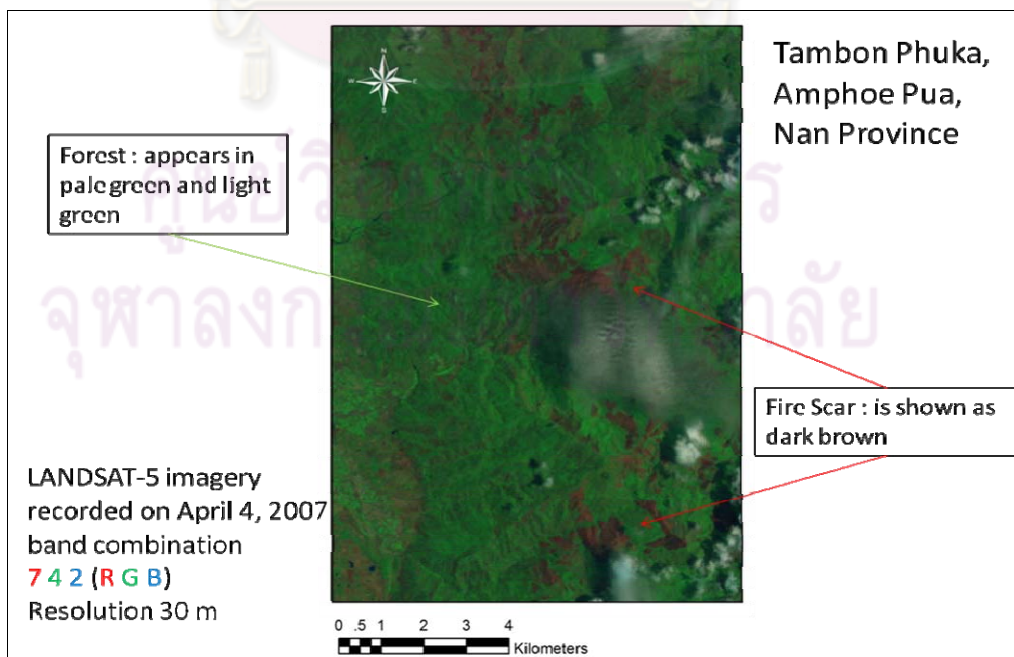 Tambon Phuka,
Amphoe Pua,
Nan Province
N
W
E
S
Forest : appears in
pale green and light
green
Fire Scar : is shown as
dark brown
LANDSAT-5 imagery
recorded on April 4, 2007
band combination
7 4 2 (R G B)
Resolution 30 m
0 .5 1 2 3 4
Kilometers